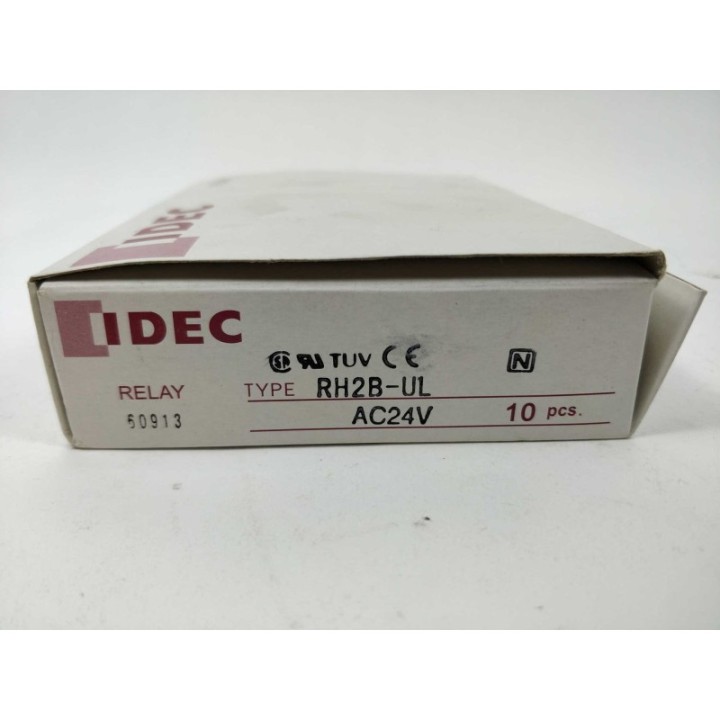 IDEC
IDEC
TUV CE N
RELAY TYPE RH2B-UL
60913 AC24V 10 pcs.